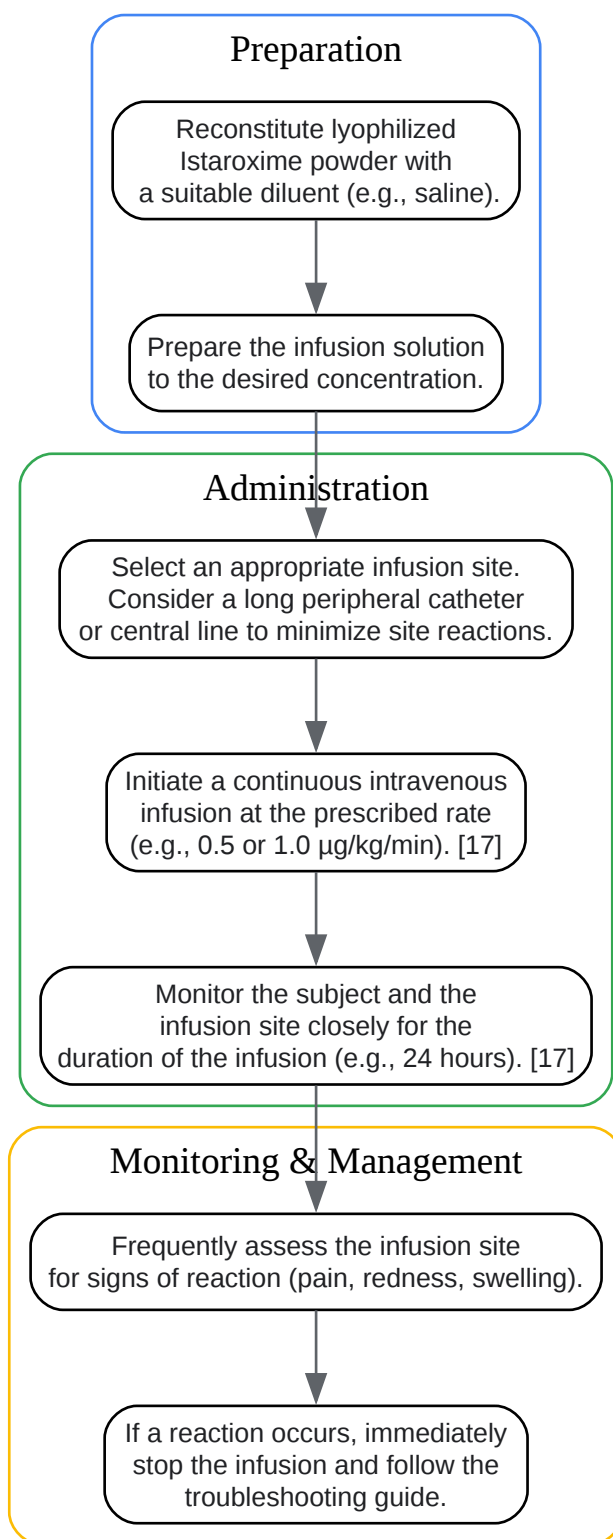 Preparation
Reconstitute lyophilized
Istaroxime powder with
a suitable diluent (e.g., saline).
Prepare the infusion solution
to the desired concentration.
Administration
Select an appropriate infusion site.
Consider a long peripheral catheter
or central line to minimize site reactions.
Initiate a continuous intravenous
infusion at the prescribed rate
(e.g., 0.5 or 1.0 µg/kg/min). [17]
Monitor the subject and the
infusion site closely for the
duration of the infusion (e.g., 24 hours). [17]
Monitoring & Management
Frequently assess the infusion site
for signs of reaction (pain, redness, swelling).
If a reaction occurs, immediately
stop the infusion and follow the
troubleshooting guide.